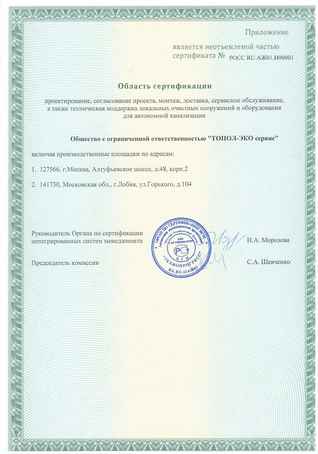 Приложение
является неотъемлемой частью
сертификата № РОСС RU.АЖ01.
Область сертификации
проектирование, согласование проекта, монтаж, доставка, сервисное обслуживание,
а также техническая поддержка локальных очистных сооружений и оборудования
для автономной канализации
Общество с ограниченной ответственностью "ТОПОЛ-ЭКО сервис"
включая производственные площадки по адресам:
1. 127566, г.Москва, Алтуфьевское шоссе, д.48, корп.2
2. 141730, Московская обл., г.Лобня, ул.Горького, д.104
Руководитель Органа по сертификации
интегрированных систем менеджмента
Н.А. Морозова
Председатель комиссии
С.А. Шевченко